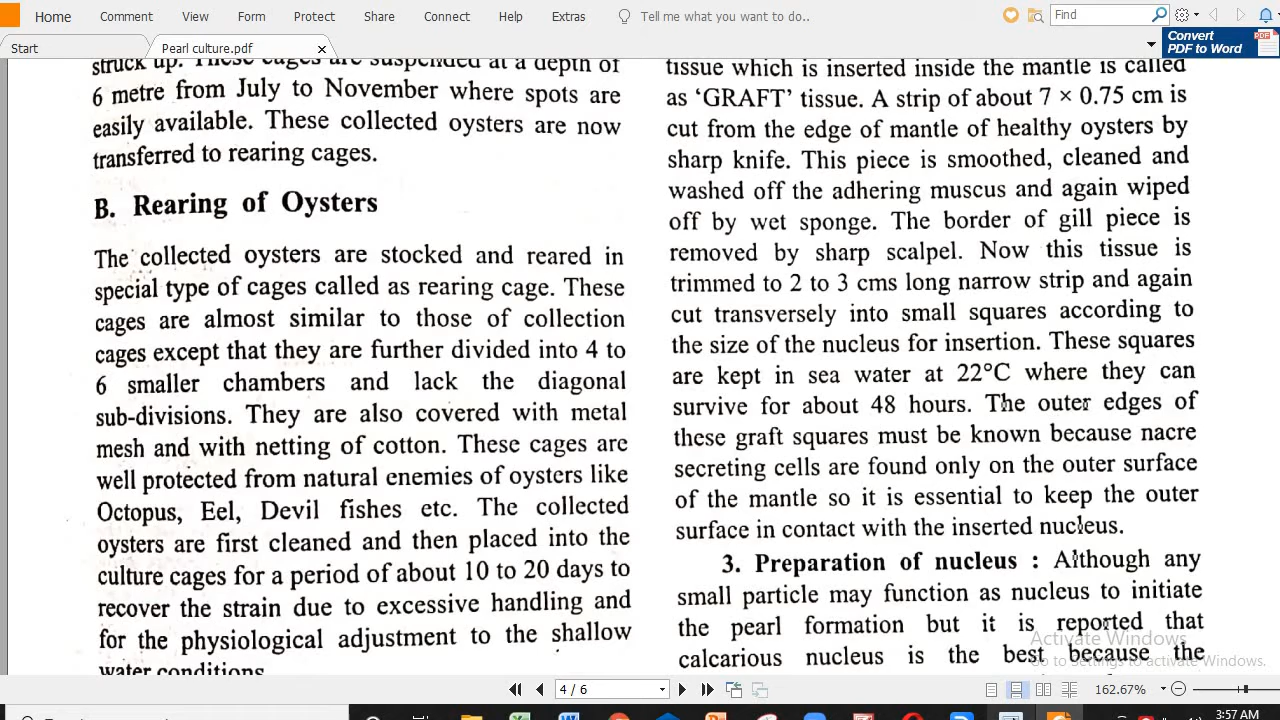 Home Comment View Form Protect Share Connect Help Extras Tell me what you want to do.. Find
Start Pearl culture.pdf x
Convert
PDF to Word
struck up. These cages are suspended at a depth of
6 metre from July to November where spots are
easily available. These collected oysters are now
transferred to rearing cages.
B. Rearing of Oysters
The collected oysters are stocked and reared in
special type of cages called as rearing cage. These
cages are almost similar to those of collection
cages except that they are further divided into 4 to
6 smaller chambers and lack the diagonal
sub-divisions. They are also covered with metal
mesh and with netting of cotton. These cages are
well protected from natural enemies of oysters like
Octopus, Eel, Devil fishes etc. The collected
oysters are first cleaned and then placed into the
culture cages for a period of about 10 to 20 days to
recover the strain due to excessive handling and
for the physiological adjustment to the shallow
water conditions
tissue which is inserted inside the mantle is called
as ‘GRAFT’ tissue. A strip of about 7 × 0.75 cm is
cut from the edge of mantle of healthy oysters by
sharp knife. This piece is smoothed, cleaned and
washed off the adhering muscus and again wiped
off by wet sponge. The border of gill piece is
removed by sharp scalpel. Now this tissue is
trimmed to 2 to 3 cms long narrow strip and again
cut transversely into small squares according to
the size of the nucleus for insertion. These squares
are kept in sea water at 22°C where they can
survive for about 48 hours. The outer edges of
these graft squares must be known because nacre
secreting cells are found only on the outer surface
of the mantle so it is essential to keep the outer
surface in contact with the inserted nucleus.
3. Preparation of nucleus : Although any
small particle may function as nucleus to initiate
the pearl formation but it is reported that
calcarious nucleus is the best because the
Activate Windows
Go to Settings to activate Windows.
4 / 6 162.67%
3:57 AM